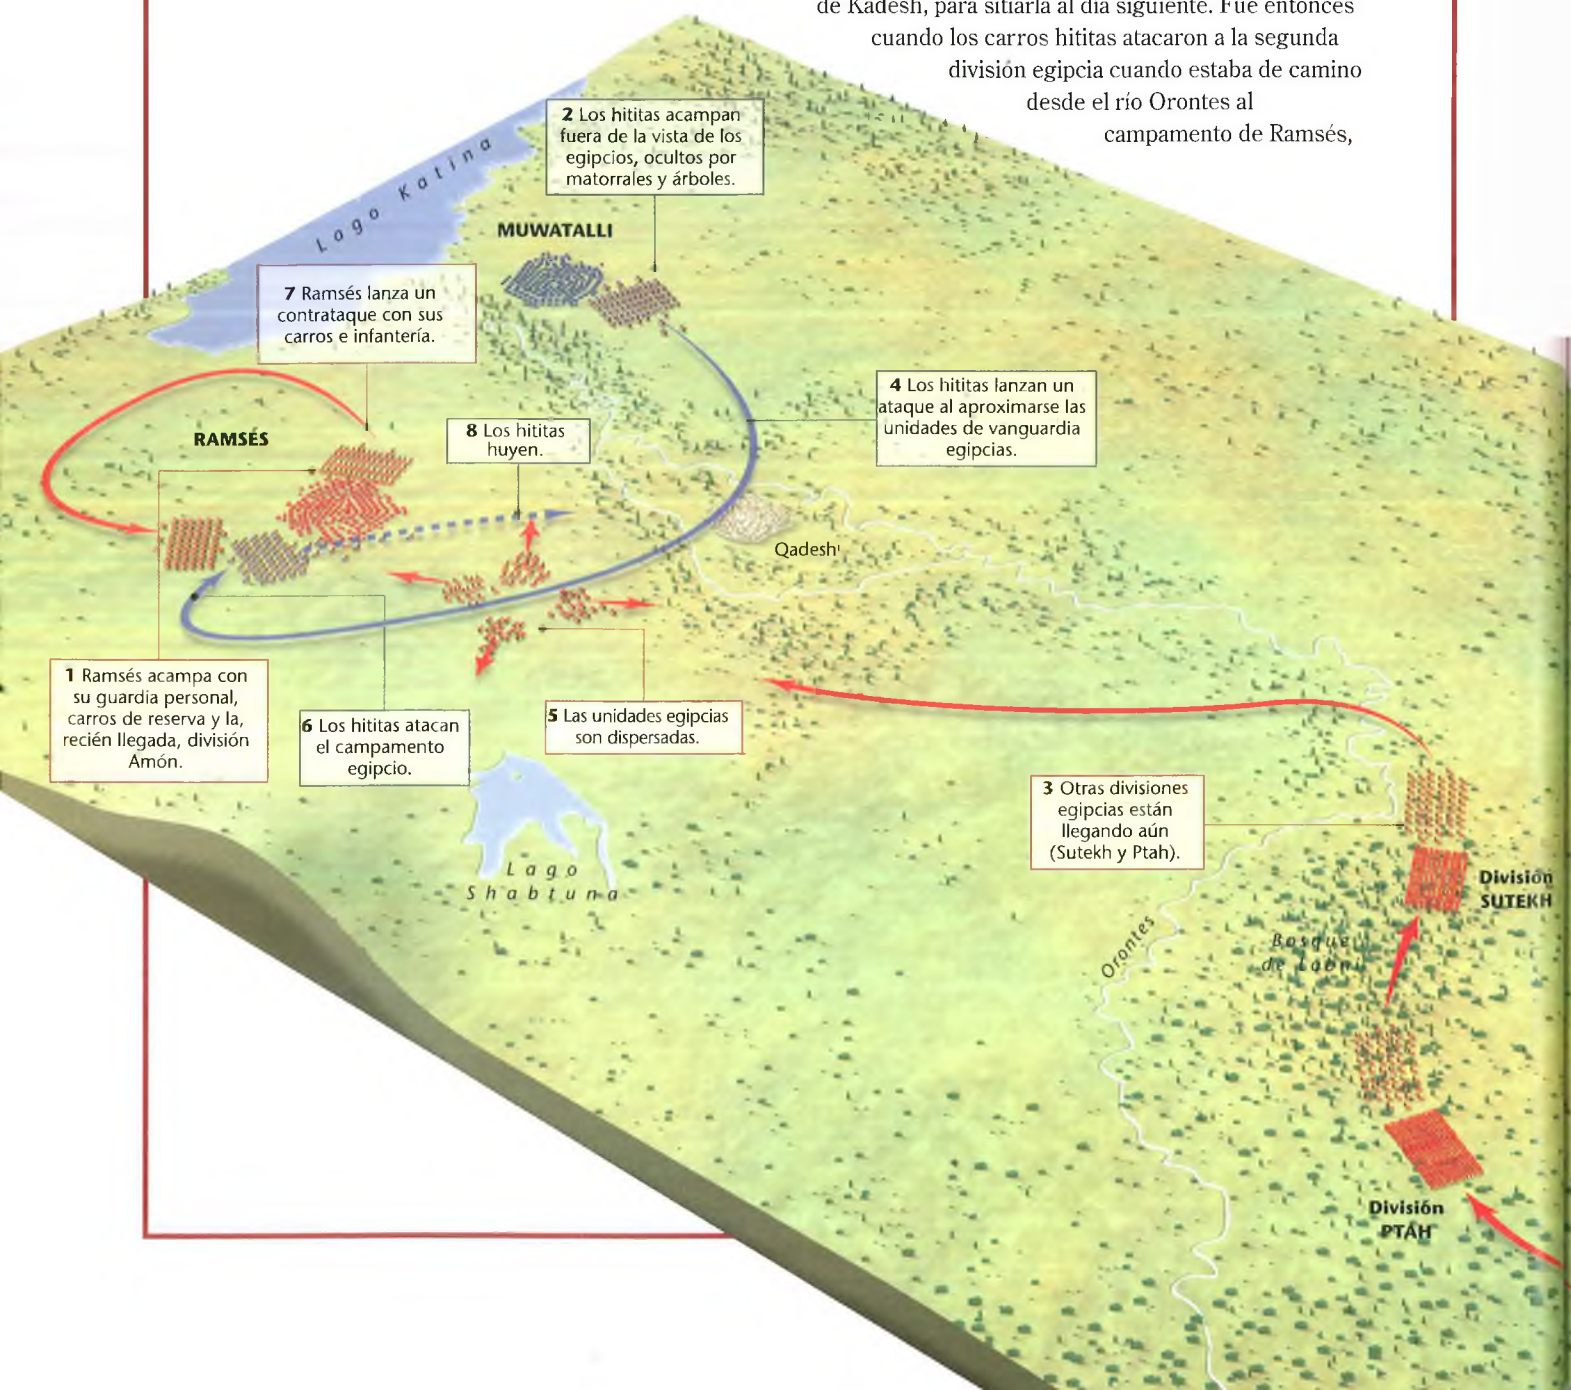 de Kadesh, para sitiarla al día siguiente. Fue entonces
cuando los carros hititas atacaron a la segunda
división egipcia cuando estaba de camino
desde el río Orontes al
campamento de Ramsés,
2 Los hititas acampan
fuera de la vista de los
egipcios, ocultos por
matorrales y árboles.
Lago Katina
MUWATALLI
7 Ramsés lanza un
contrataque con sus
carros e infantería.
4 Los hititas lanzan un
ataque al aproximarse las
unidades de vanguardia
egipcias.
RAMSÉS
8 Los hititas
huyen.
Qadesh
1 Ramsés acampa con
su guardia personal,
carros de reserva y la,
recién llegada, división
Amón.
6 Los hititas atacan
el campamento
egipcio.
5 Las unidades egipcias
son dispersadas.
3 Otras divisiones
egipcias están
llegando aún
(Sutekh y Ptah).
Lago
Shabtuna
División
SUTEKH
Orontes
Bosque
de Labni
División
PTAH